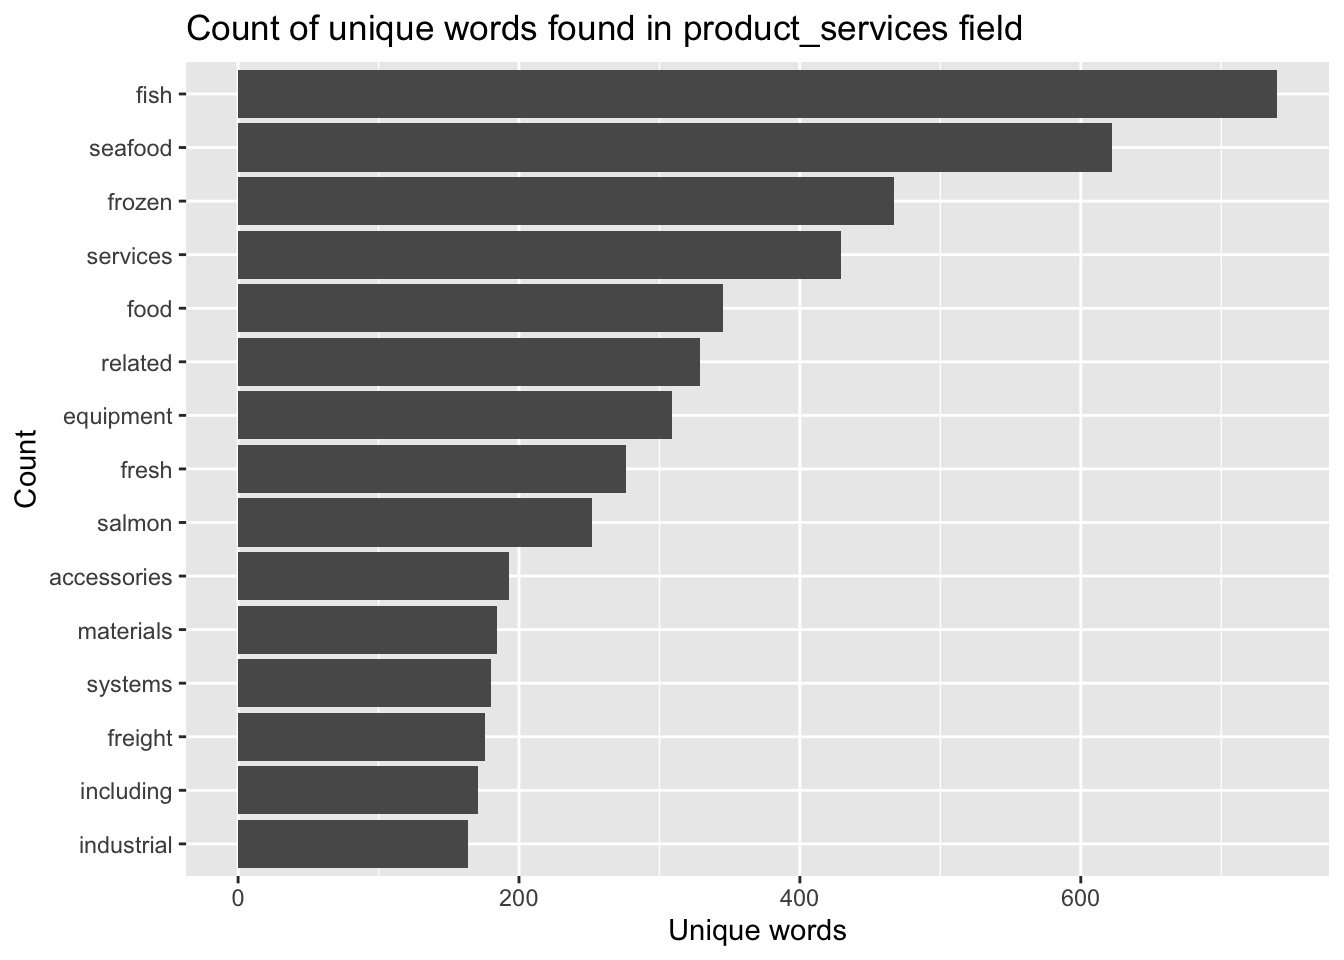 Count of unique words found in product_services field
fish
seafood
frozen
services
food
related
equipment
fresh
salmon
accessories
materials
systems
freight
including
industrial
Count
0 200 400 600
Unique words